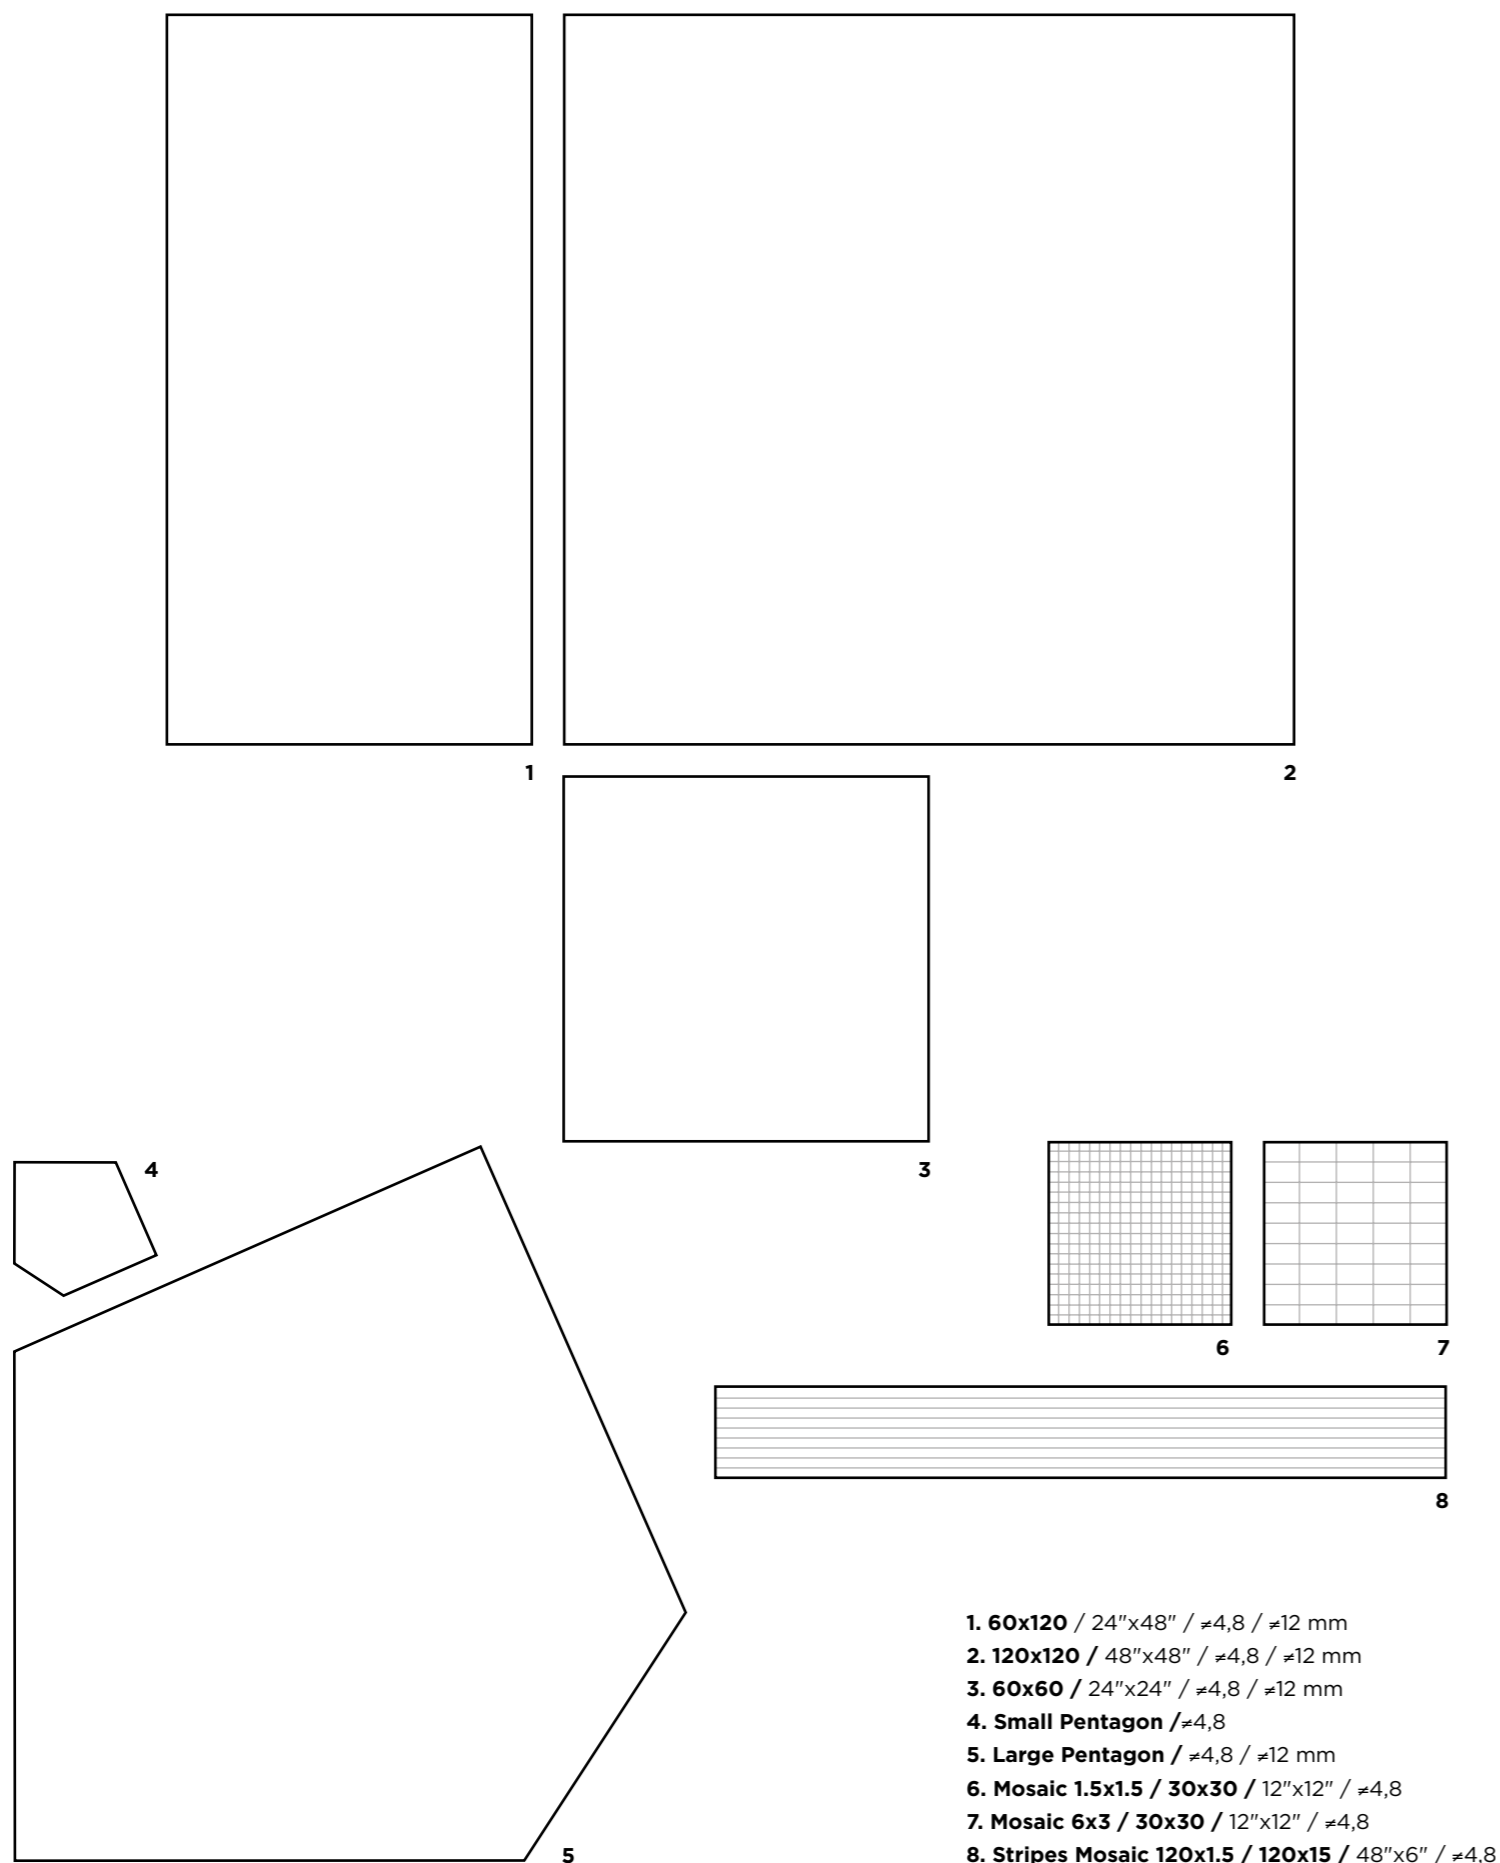 1
2
3
4
5
6
7
8
1. 60x120 / 24"x48" / ≠4,8 / ≠12 mm
2. 120x120 / 48"x48" / ≠4,8 / ≠12 mm
3. 60x60 / 24"x24" / ≠4,8 / ≠12 mm
4. Small Pentagon /≠4,8
5. Large Pentagon / ≠4,8 / ≠12 mm
6. Mosaic 1.5x1.5 / 30x30 / 12"x12" / ≠4,8
7. Mosaic 6x3 / 30x30 / 12"x12" / ≠4,8
8. Stripes Mosaic 120x1.5 / 120x15 / 48"x6" / ≠4,8